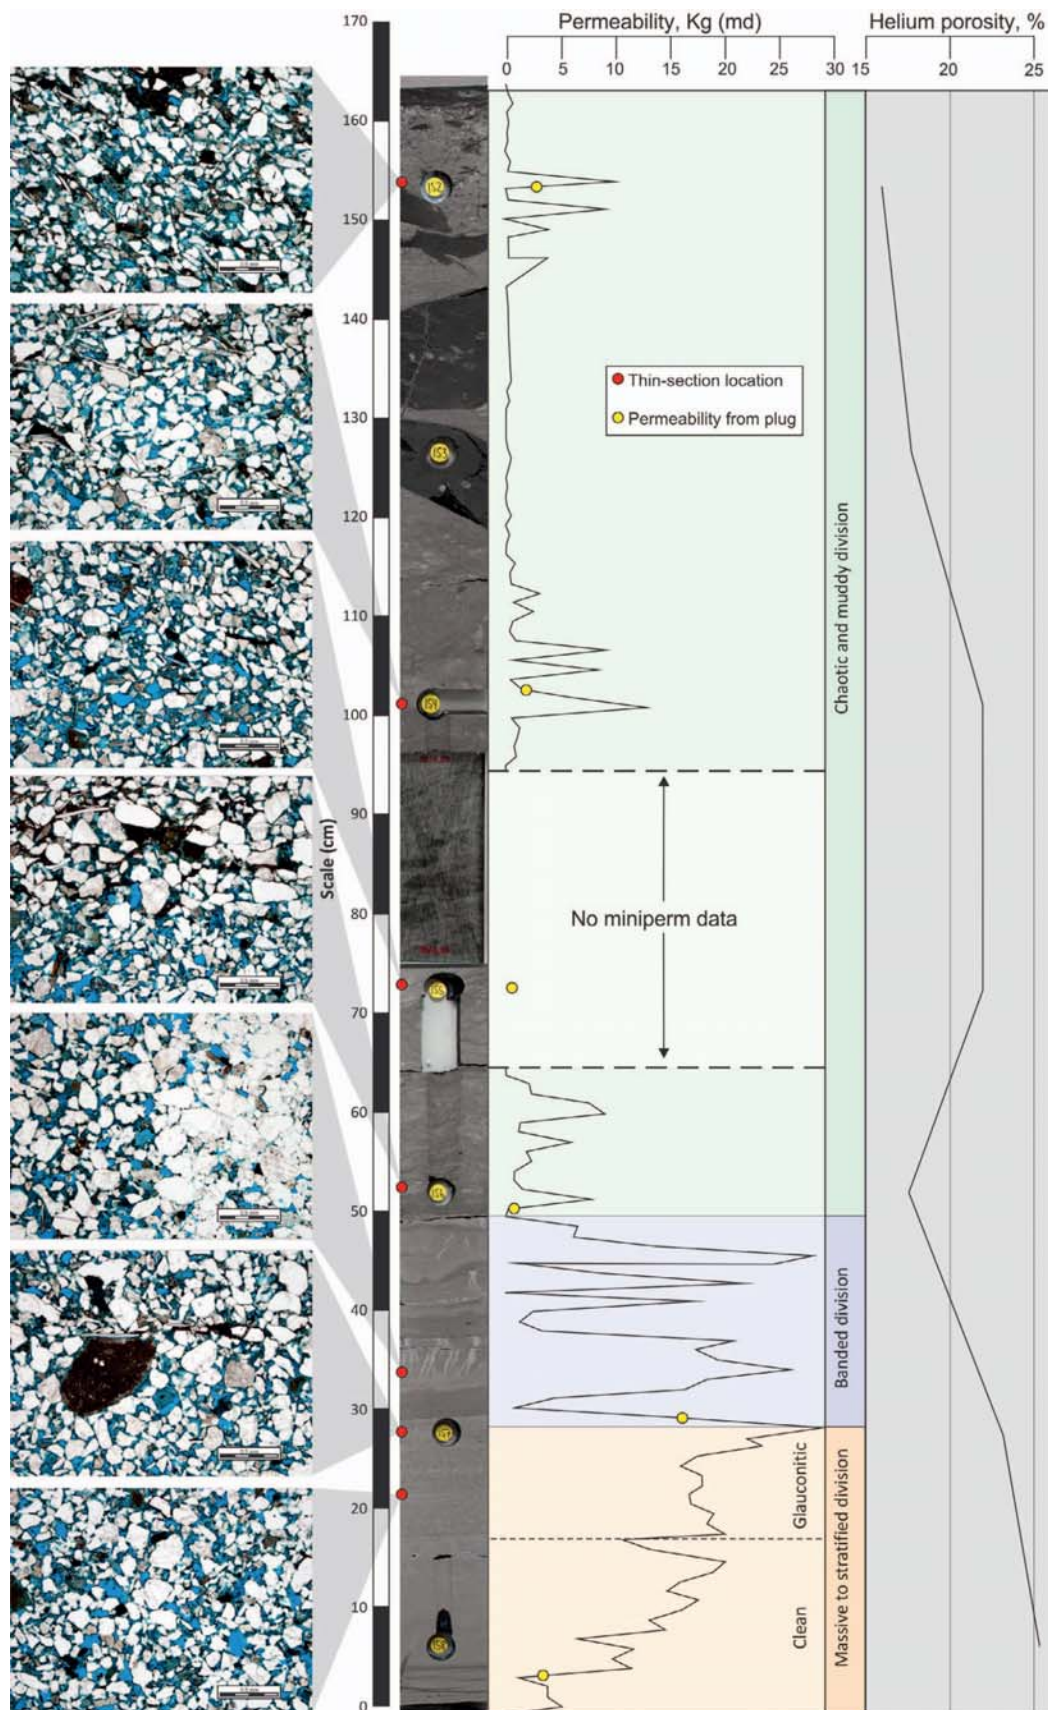 Permeability, Kg (md)
Helium porosity, %
0 5 10 15 20 25 30 15 20 25
170
160
150
140
130
120
110
100
90
80
70
60
50
40
30
20
10
0
Scale (cm)
152
153
Thin-section location
Permeability from plug
No miniperm data
Chaotic and muddy division
Banded division
Glauconitic
Clean
Massive to stratified division